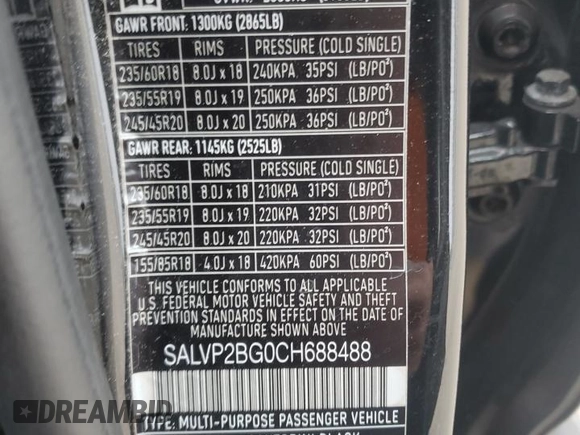 GAWR FRONT: 1300KG (2865LB)
TIRES RIMS PRESSURE (COLD SINGLE)
235/60R18 8.0J x 18 240KPA 35PSI (LB/PO²)
235/55R19 8.0J x 19 250KPA 36PSI (LB/PO²)
245/45R20 8.0J x 20 250KPA 36PSI (LB/PO²)
GAWR REAR: 1145KG (2525LB)
TIRES RIMS PRESSURE (COLD SINGLE)
235/60R18 8.0J x 18 210KPA 31PSI (LB/PO²)
235/55R19 8.0J x 19 220KPA 32PSI (LB/PO²)
245/45R20 8.0J x 20 220KPA 32PSI (LB/PO²)
155/85R18 4.0J x 18 420KPA 60PSI (LB/PO²)
THIS VEHICLE CONFORMS TO ALL APPLICABLE
U.S. FEDERAL MOTOR VEHICLE SAFETY AND THEFT
PREVENTION STANDARDS IN EFFECT ON THE DATE OF
MANUFACTURE SHOWN ABOVE
SALVP2BG0CH688488
TYPE: MULTI-PURPOSE PASSENGER VEHICLE
DREAMBID